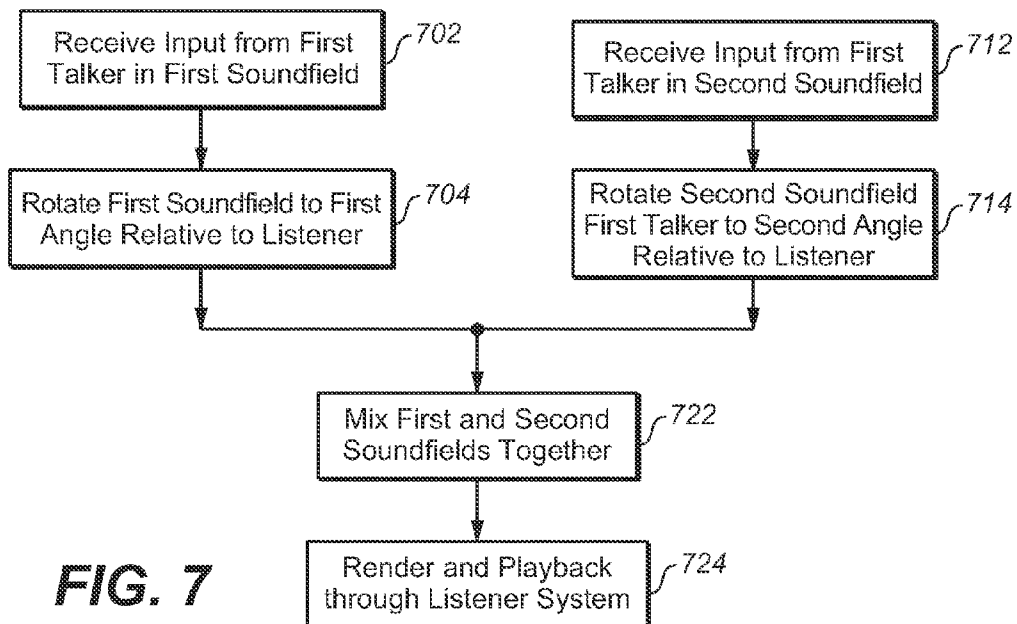 Receive Input from First
Talker in First Soundfield
702
Rotate First Soundfield to First
Angle Relative to Listener
704
Receive Input from First
Talker in Second Soundfield
712
Rotate Second Soundfield
First Talker to Second Angle
Relative to Listener
714
Mix First and Second
Soundfields Together
722
Render and Playback
through Listener System
724
FIG. 7